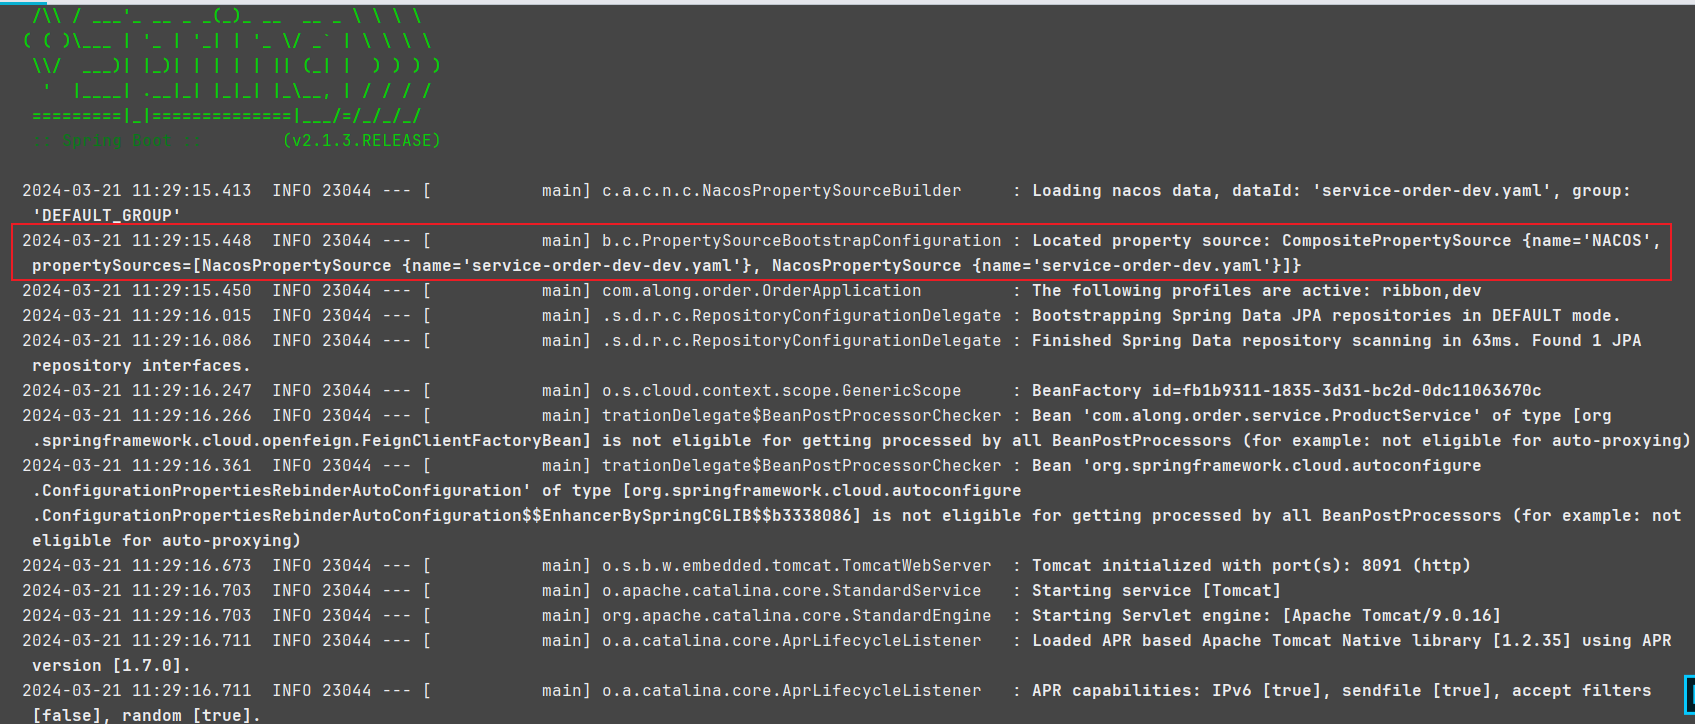 /\\ / ___'_ __ _ _(_)_ __  __ _ \ \ \ \
( ( )\___ | '_ | '_| | '_ \/ _` | \ \ \ \
 \\/  ___)| |_)| | | | | || (_| |  ) ) ) )
  '  |____| .__|_| |_|_| |_\__, | / / / /
 =========|_|==============|___/=/_/_/_/
 :: Spring Boot ::        (v2.1.3.RELEASE)
2024-03-21 11:29:15.413  INFO 23044 --- [           main] c.a.c.n.c.NacosPropertySourceBuilder     : Loading nacos data, dataId: 'service-order-dev.yaml', group:
 'DEFAULT_GROUP'
2024-03-21 11:29:15.448  INFO 23044 --- [           main] b.c.PropertySourceBootstrapConfiguration : Located property source: CompositePropertySource {name='NACOS',
 propertySources=[NacosPropertySource {name='service-order-dev-dev.yaml'}, NacosPropertySource {name='service-order-dev.yaml'}]}
2024-03-21 11:29:15.450  INFO 23044 --- [           main] com.along.order.OrderApplication         : The following profiles are active: ribbon,dev
2024-03-21 11:29:16.015  INFO 23044 --- [           main] .s.d.r.c.RepositoryConfigurationDelegate : Bootstrapping Spring Data JPA repositories in DEFAULT mode.
2024-03-21 11:29:16.086  INFO 23044 --- [           main] .s.d.r.c.RepositoryConfigurationDelegate : Finished Spring Data repository scanning in 63ms. Found 1 JPA
 repository interfaces.
2024-03-21 11:29:16.247  INFO 23044 --- [           main] o.s.cloud.context.scope.GenericScope     : BeanFactory id=fb1b9311-1835-3d31-bc2d-0dc11063670c
2024-03-21 11:29:16.266  INFO 23044 --- [           main] trationDelegate$BeanPostProcessorChecker : Bean 'com.along.order.service.ProductService' of type [org
 .springframework.cloud.openfeign.FeignClientFactoryBean] is not eligible for getting processed by all BeanPostProcessors (for example: not eligible for auto-proxying)
2024-03-21 11:29:16.361  INFO 23044 --- [           main] trationDelegate$BeanPostProcessorChecker : Bean 'org.springframework.cloud.autoconfigure
 .ConfigurationPropertiesRebinderAutoConfiguration' of type [org.springframework.cloud.autoconfigure
 .ConfigurationPropertiesRebinderAutoConfiguration$$EnhancerBySpringCGLIB$$b3338086] is not eligible for getting processed by all BeanPostProcessors (for example: not
 eligible for auto-proxying)
2024-03-21 11:29:16.673  INFO 23044 --- [           main] o.s.b.w.embedded.tomcat.TomcatWebServer  : Tomcat initialized with port(s): 8091 (http)
2024-03-21 11:29:16.703  INFO 23044 --- [           main] o.apache.catalina.core.StandardService   : Starting service [Tomcat]
2024-03-21 11:29:16.703  INFO 23044 --- [           main] org.apache.catalina.core.StandardEngine  : Starting Servlet engine: [Apache Tomcat/9.0.16]
2024-03-21 11:29:16.711  INFO 23044 --- [           main] o.a.catalina.core.AprLifecycleListener   : Loaded APR based Apache Tomcat Native library [1.2.35] using APR
 version [1.7.0].
2024-03-21 11:29:16.711  INFO 23044 --- [           main] o.a.catalina.core.AprLifecycleListener   : APR capabilities: IPv6 [true], sendfile [true], accept filters
 [false], random [true].